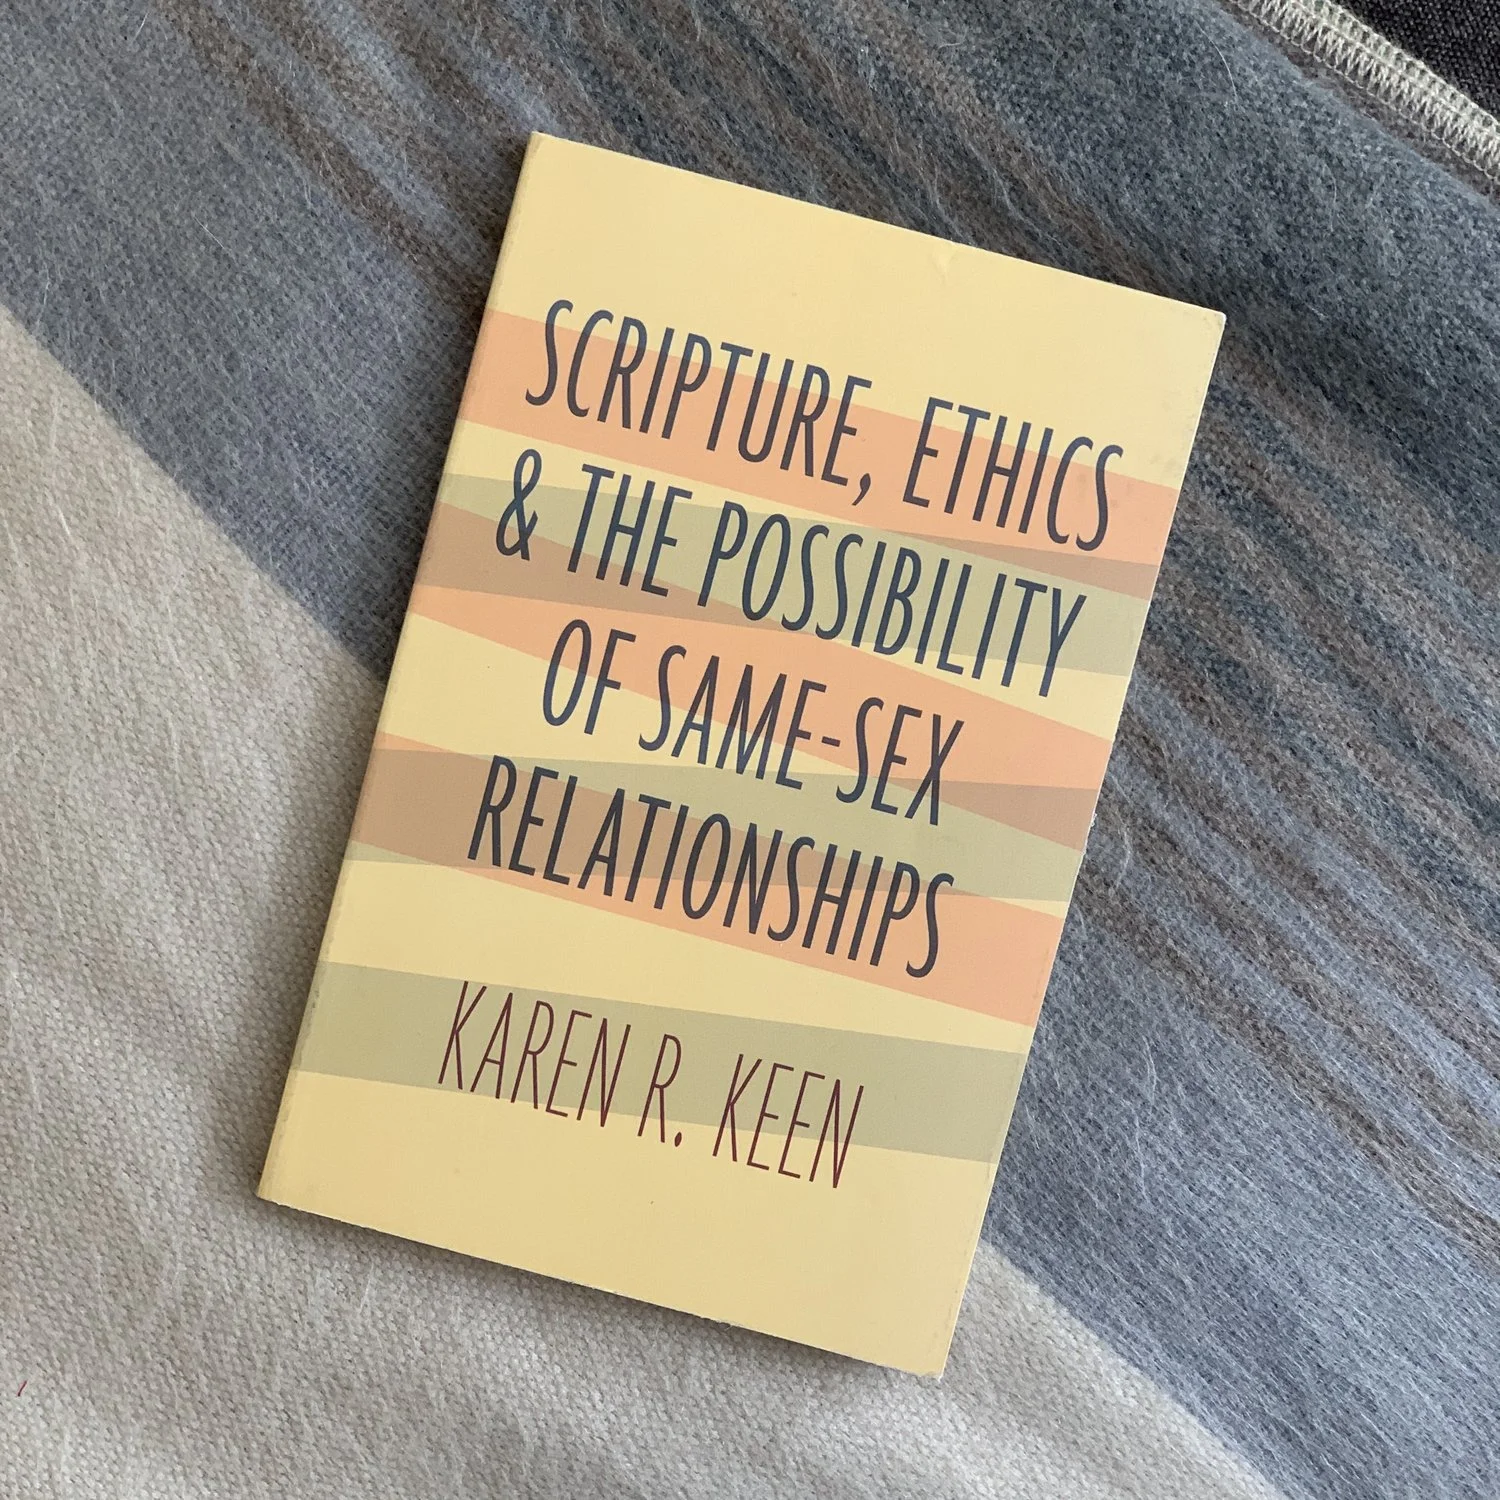 SCRIPTURE, ETHICS
& THE POSSIBILITY
OF SAME-SEX
RELATIONSHIPS
KAREN R. KEEN